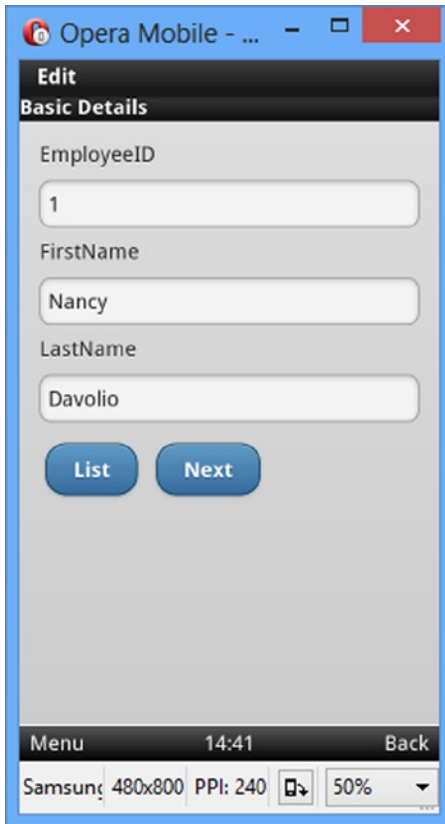 Opera Mobile - ...
Edit
Basic Details
EmployeeID
1
FirstName
Nancy
LastName
Davolio
List Next
Menu 14:41 Back
Samsung 480x800 PPI: 240 50%